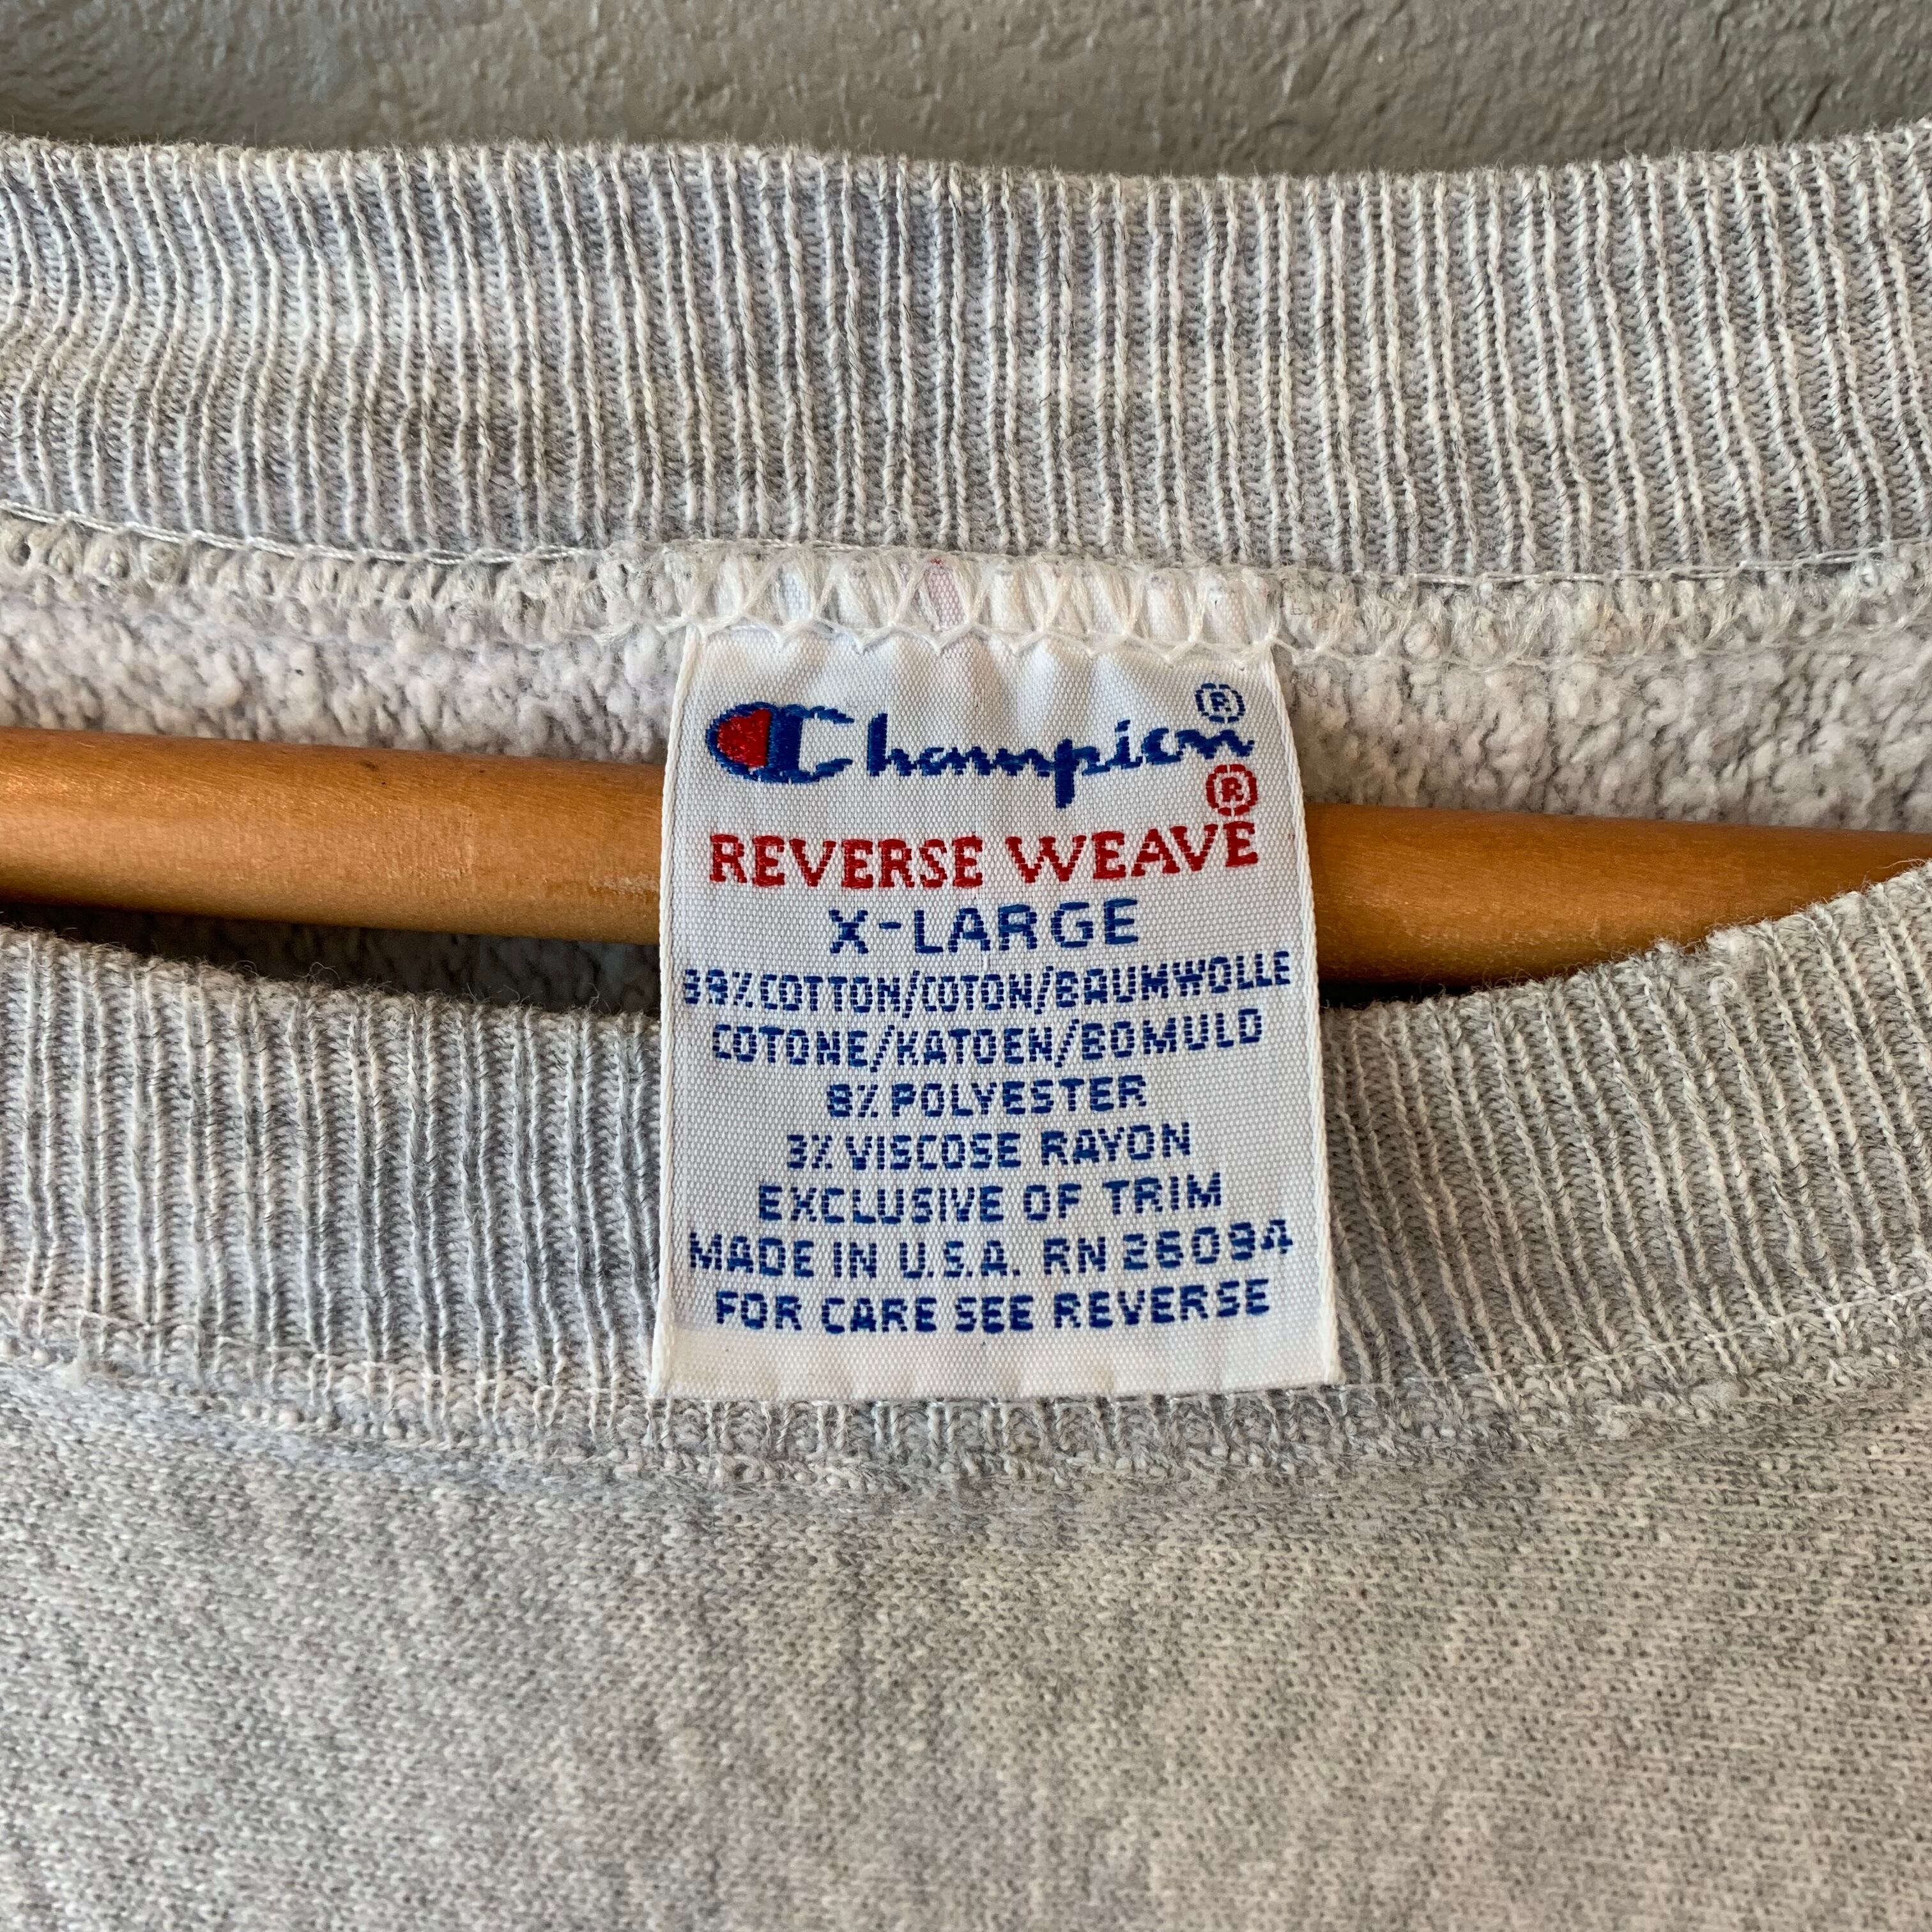 Champion®
REVERSE WEAVE®
X-LARGE
89% COTTON/COTON/BAUMWOLLE
COTONE/KATOEN/BOMULD
8% POLYESTER
3% VISCOSE RAYON
EXCLUSIVE OF TRIM
MADE IN U.S.A. RN 26094
FOR CARE SEE REVERSE